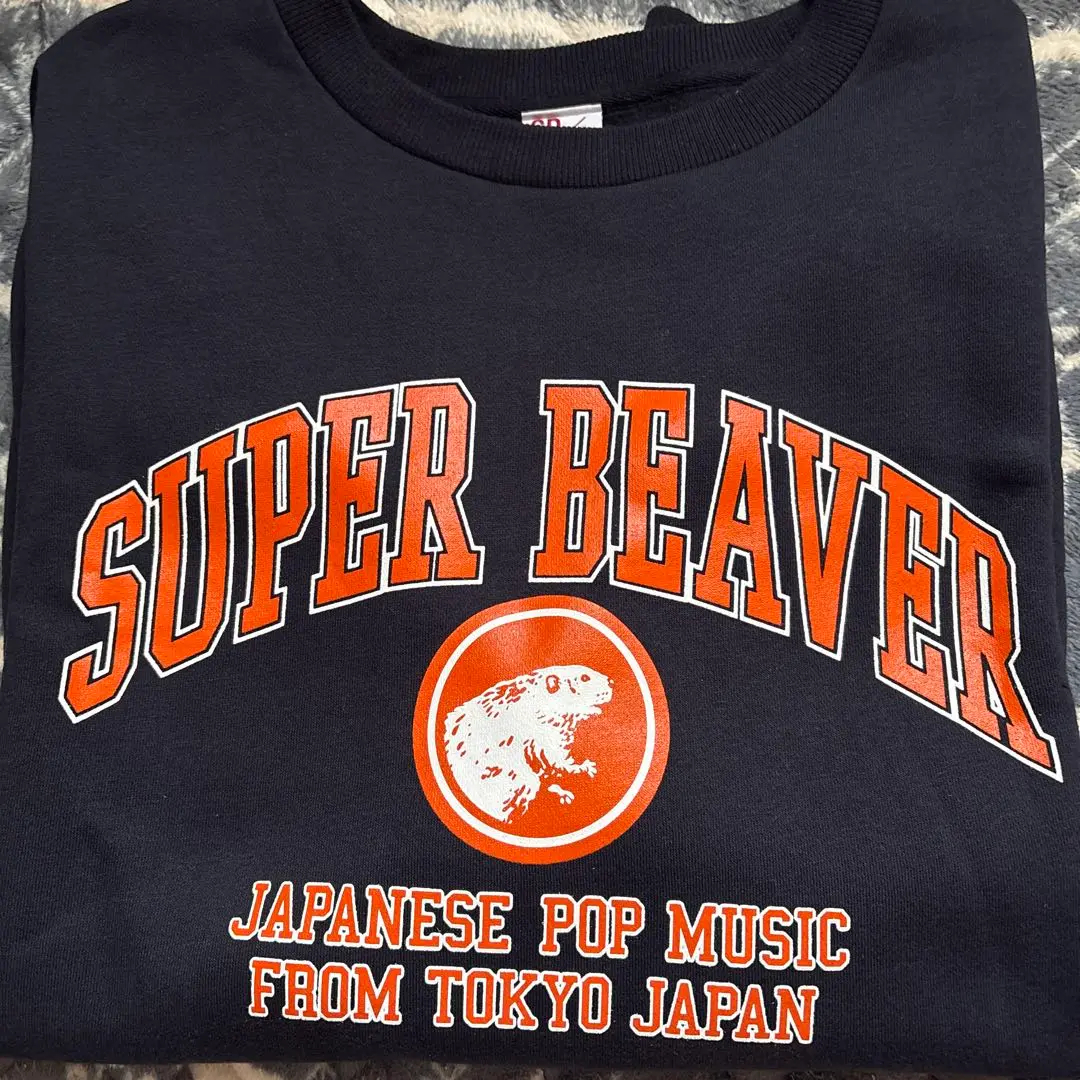 SUPER BEAVER
JAPANESE POP MUSIC
FROM TOKYO JAPAN